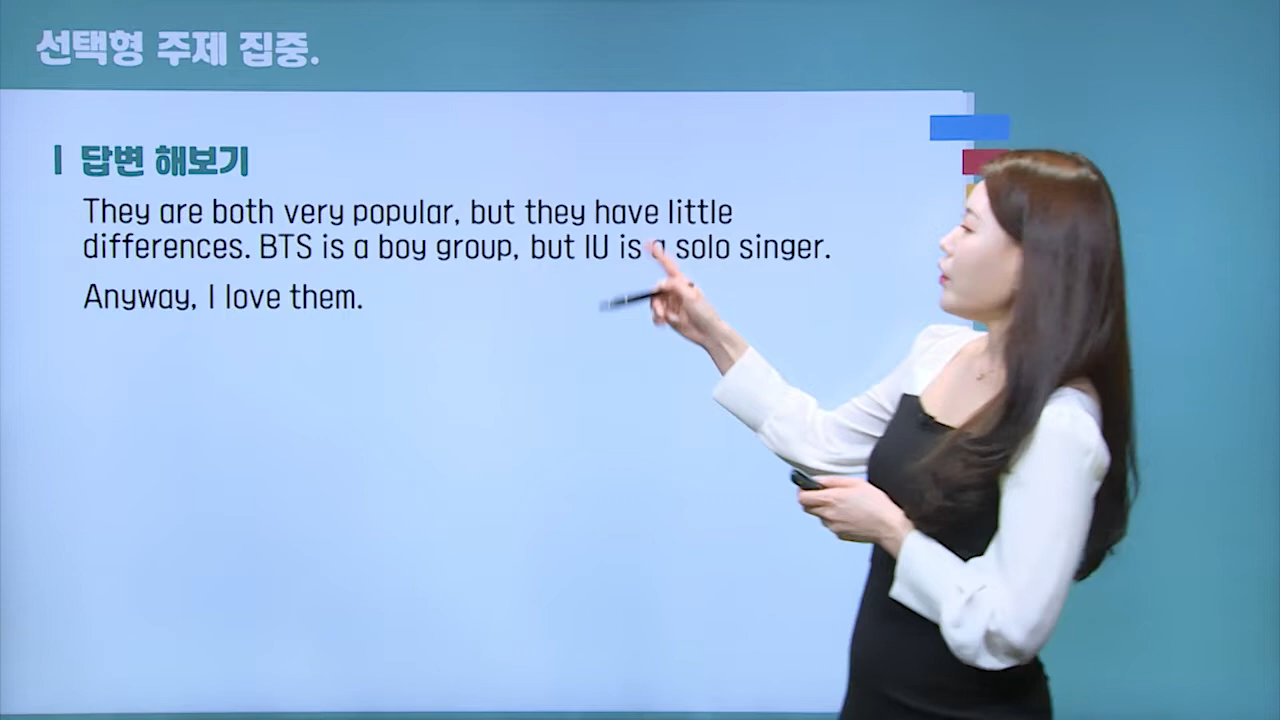 선택형 주제 집중.
| 답변 해보기
They are both very popular, but they have little
differences. BTS is a boy group, but IU is a solo singer.
Anyway, I love them.